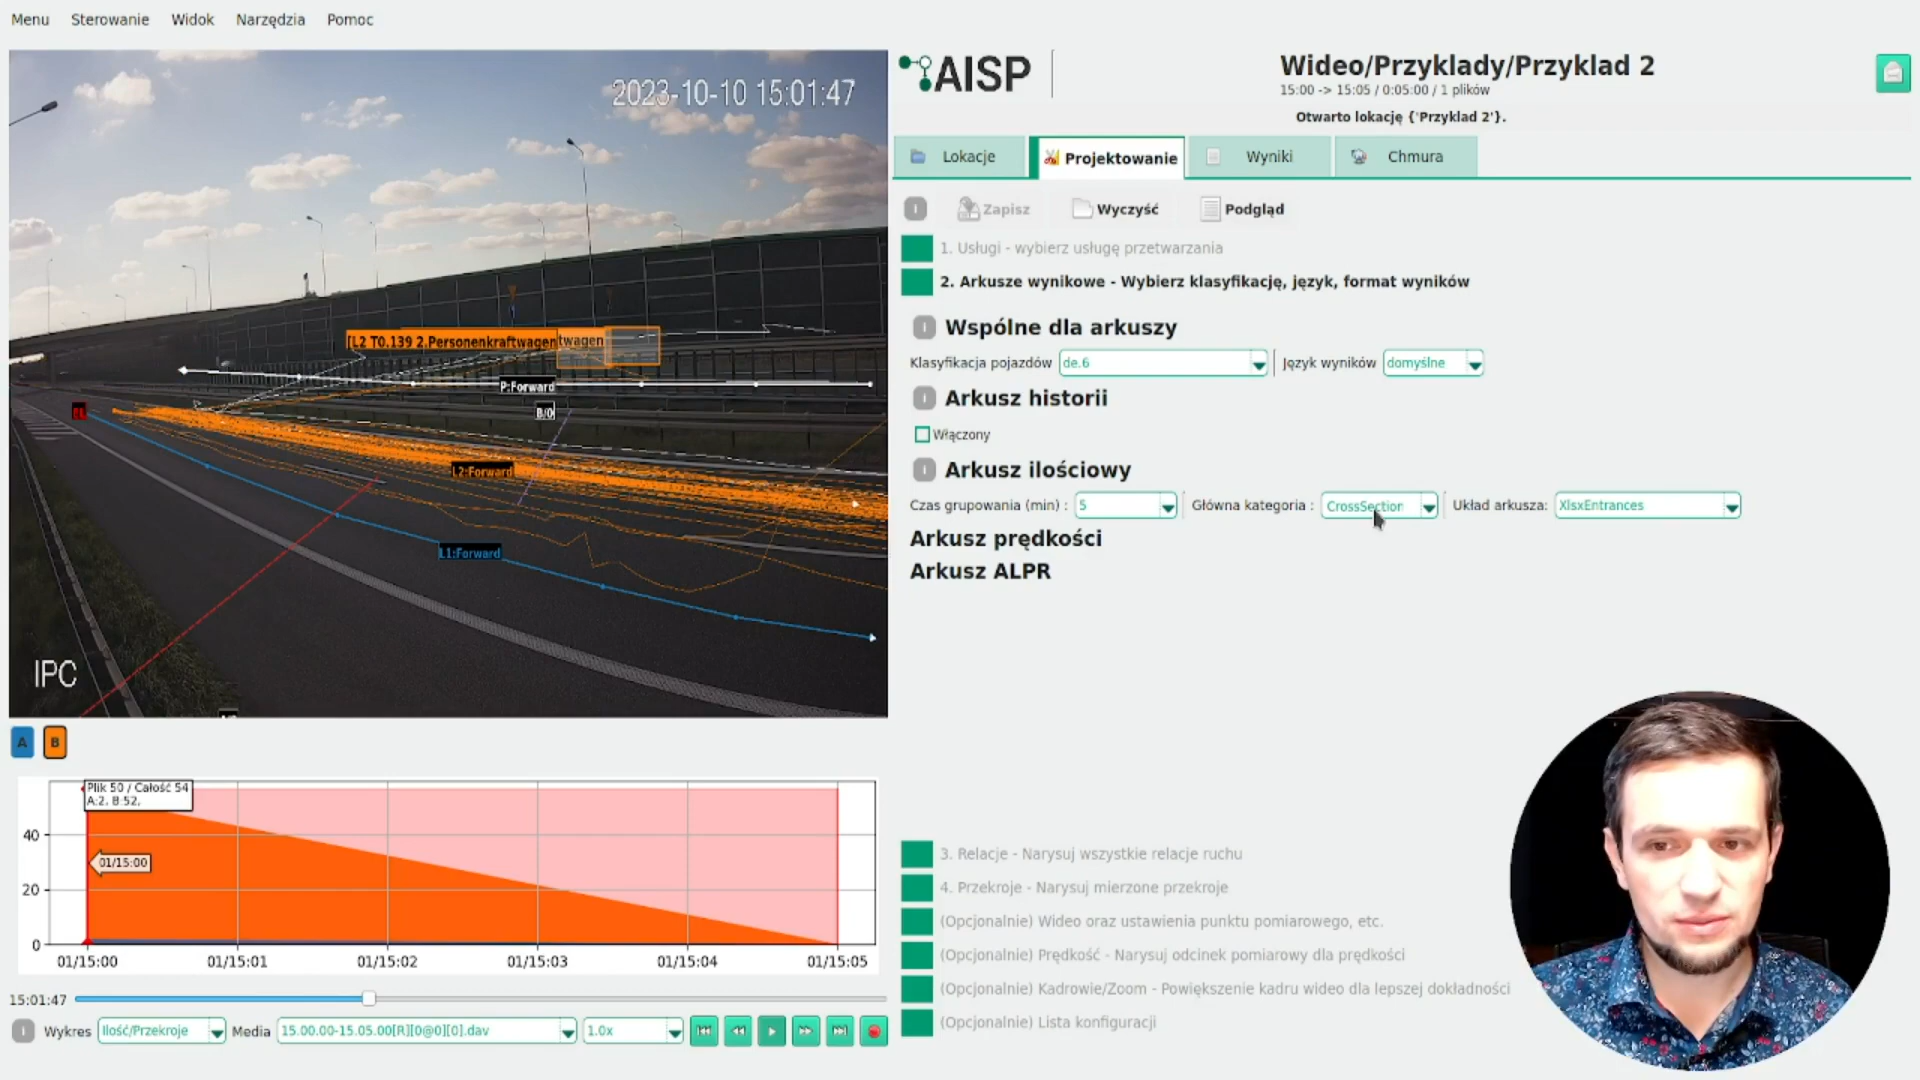 Menu Sterowanie Widok Narzędzia Pomoc
2023-10-10 15:01:47
[L2 T0.139 2.Personenkraftwagen
twagen
P:Forward
B/0
L2:Forward
L1:Forward
IPC
A B
Plik 50 / Całość 54
A:2. B:52.
40
20
0
01/15:00
01/15:00 01/15:01 01/15:02 01/15:03 01/15:04 01/15:05
15:01:47
Wykres Ilość/Przekroje Media 15.00.00-15.05.00[R][0@0][0].dav 1.0x
AISP
Wideo/Przyklady/Przyklad 2
15:00 -> 15:05 / 0:05:00 / 1 plików
Otwarto lokację {'Przyklad 2'}.
Lokacje Projektowanie Wyniki Chmura
Zapisz Wyczyść Podgląd
1. Usługi - wybierz usługę przetwarzania
2. Arkusze wynikowe - Wybierz klasyfikację, język, format wyników
Wspólne dla arkuszy
Klasyfikacja pojazdów de.6 Język wyników domyślne
Arkusz historii
Włączony
Arkusz ilościowy
Czas grupowania (min) : 5 Główna kategoria : CrossSection Układ arkusza: XlsxEntrances
Arkusz prędkości
Arkusz ALPR
3. Relacje - Narysuj wszystkie relacje ruchu
4. Przekroje - Narysuj mierzone przekroje
(Opcjonalnie) Wideo oraz ustawienia punktu pomiarowego, etc.
(Opcjonalnie) Prędkość - Narysuj odcinek pomiarowy dla prędkości
(Opcjonalnie) Kadrowie/Zoom - Powiększenie kadru wideo dla lepszej dokładności
(Opcjonalnie) Lista konfiguracji